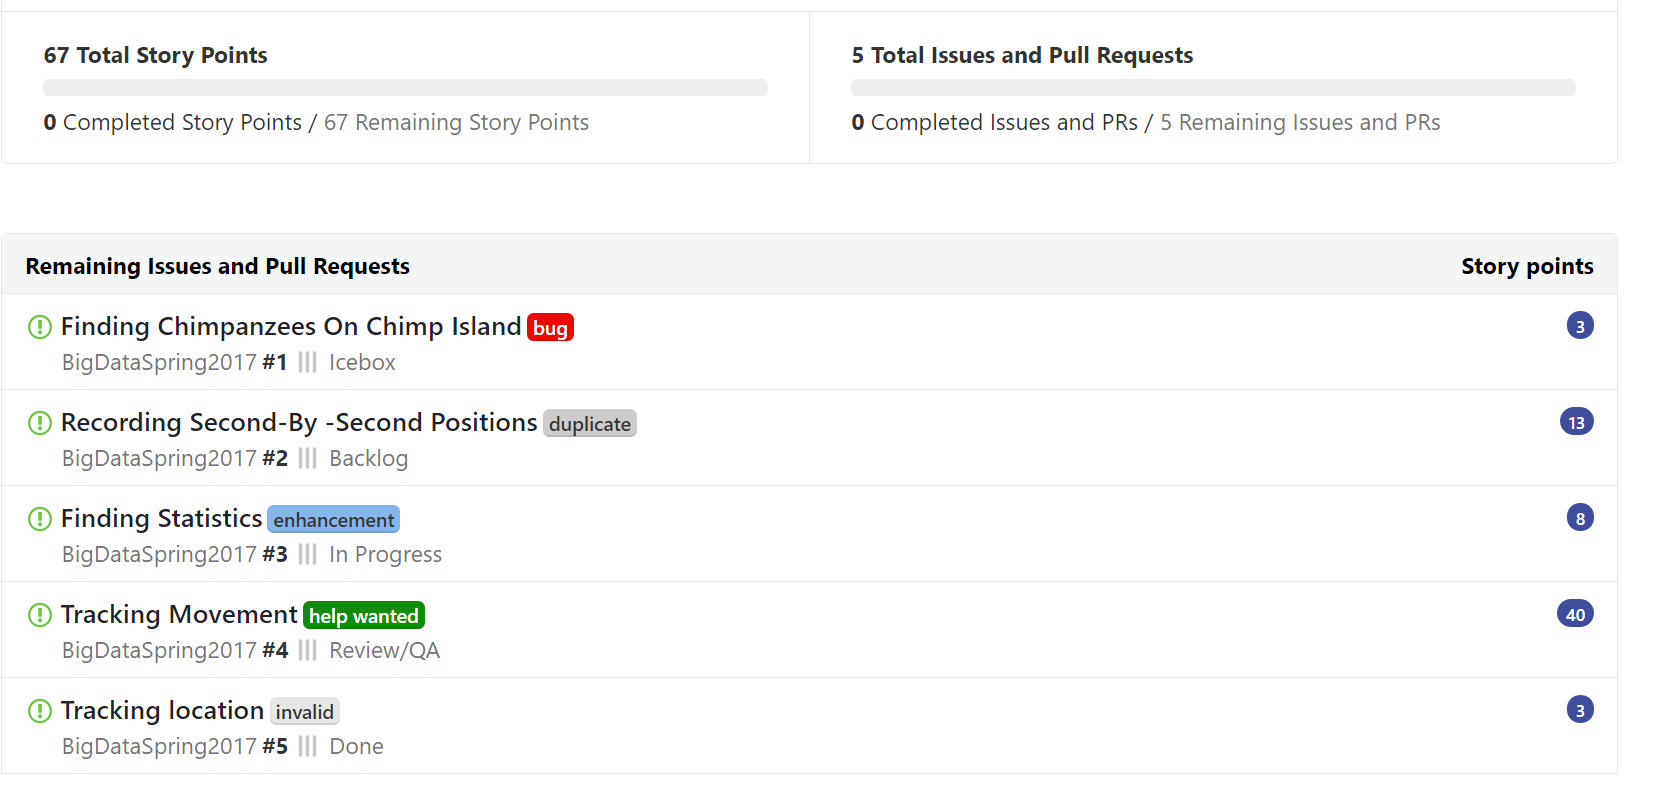 67 Total Story Points
0 Completed Story Points / 67 Remaining Story Points
5 Total Issues and Pull Requests
0 Completed Issues and PRs / 5 Remaining Issues and PRs
Remaining Issues and Pull Requests Story points
Finding Chimpanzees On Chimp Island bug 3
BigDataSpring2017 #1 Icebox
Recording Second-By -Second Positions duplicate 13
BigDataSpring2017 #2 Backlog
Finding Statistics enhancement 8
BigDataSpring2017 #3 In Progress
Tracking Movement help wanted 40
BigDataSpring2017 #4 Review/QA
Tracking location invalid 3
BigDataSpring2017 #5 Done